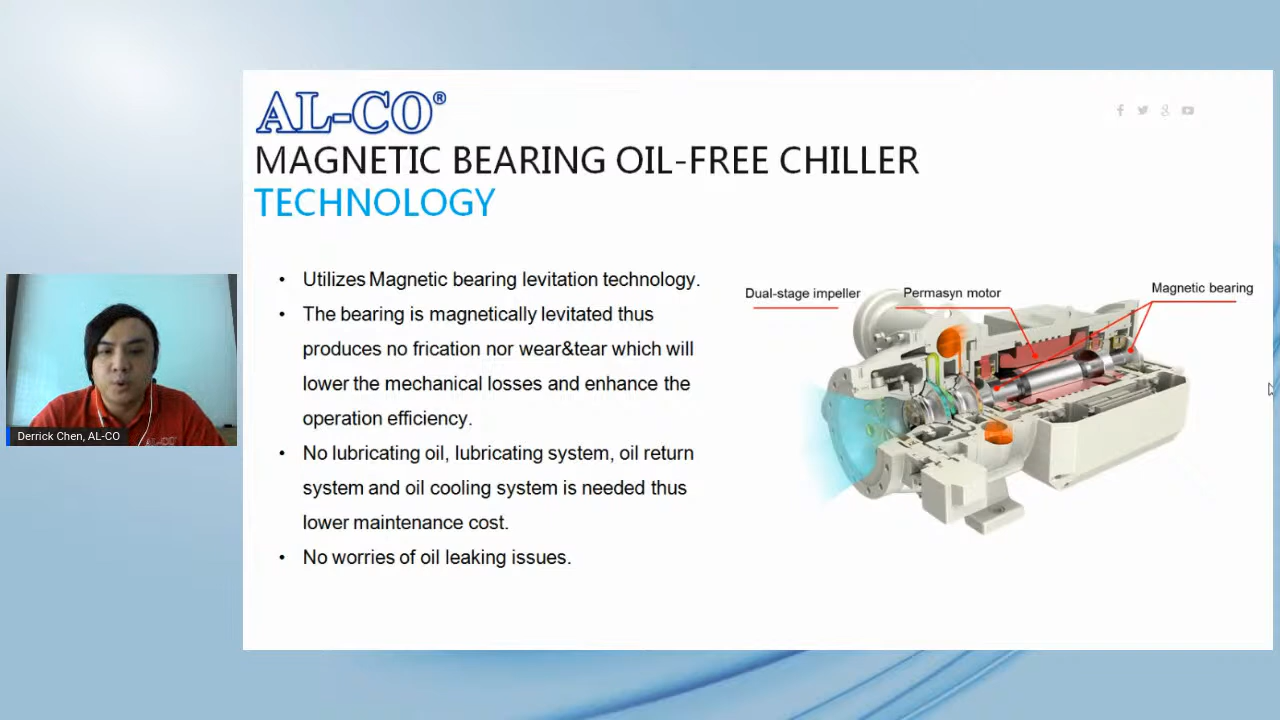 AL-CO®
MAGNETIC BEARING OIL-FREE CHILLER
TECHNOLOGY
• Utilizes Magnetic bearing levitation technology.
• The bearing is magnetically levitated thus
produces no frication nor wear&tear which will
lower the mechanical losses and enhance the
operation efficiency.
• No lubricating oil, lubricating system, oil return
system and oil cooling system is needed thus
lower maintenance cost.
• No worries of oil leaking issues.
Dual-stage impeller
Permasyn motor
Magnetic bearing
Derrick Chen, AL-CO
AL-CO